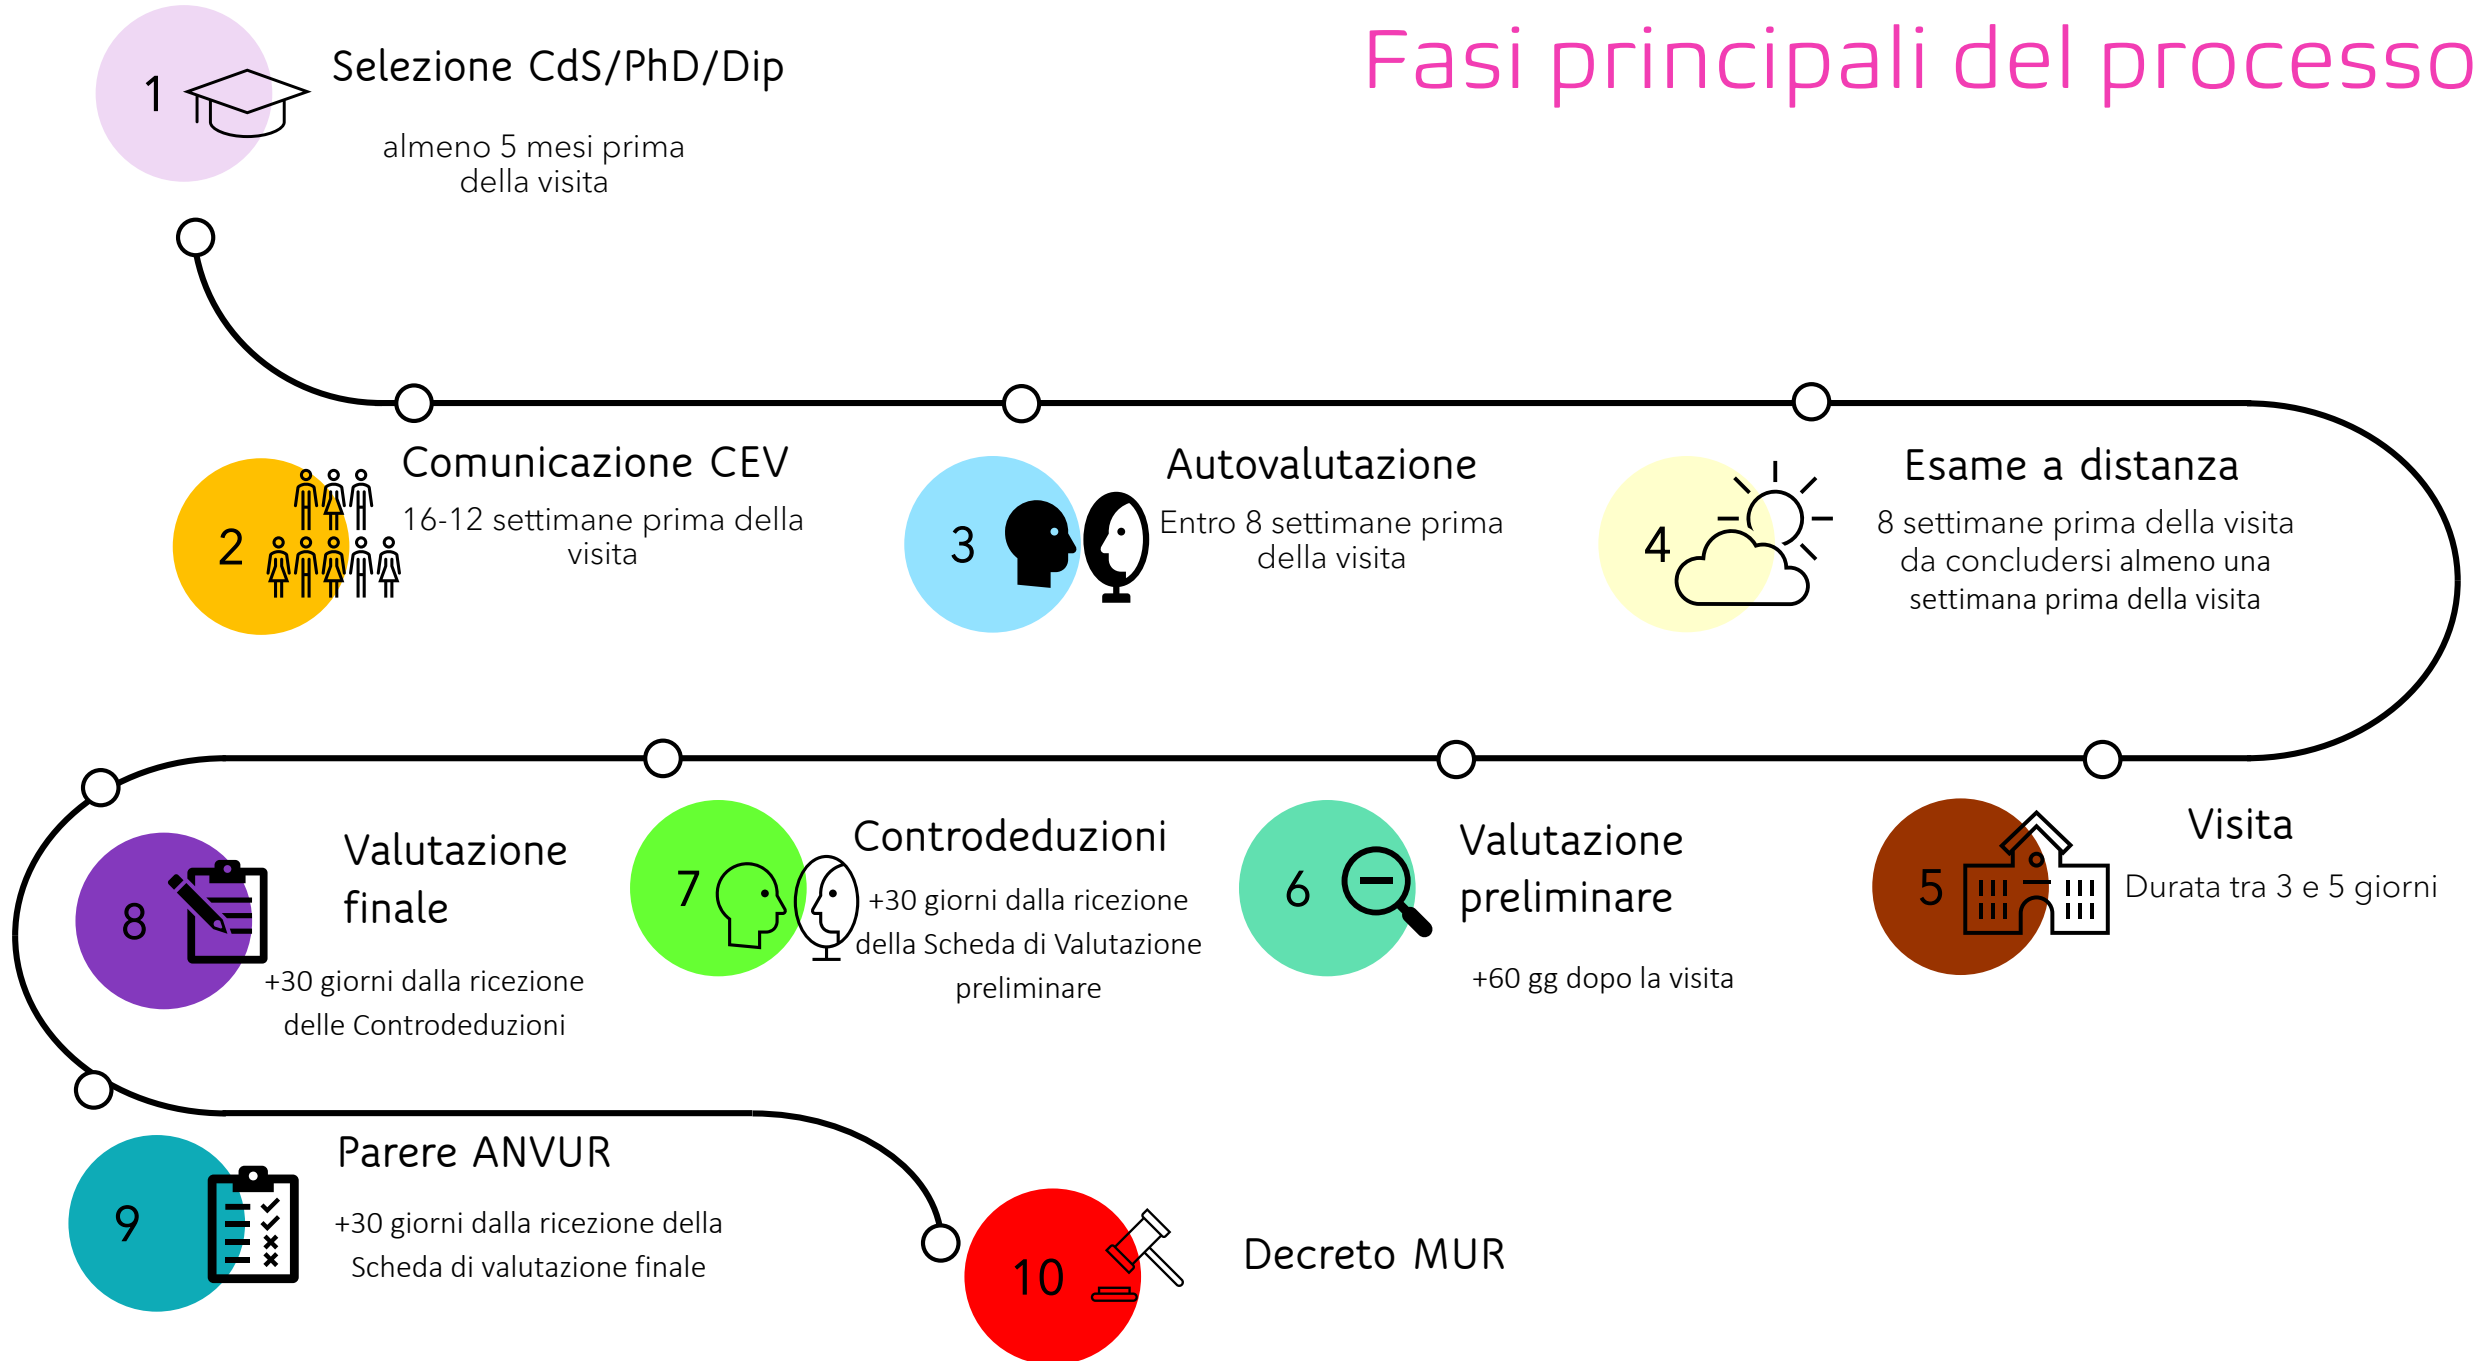 Fasi principali del processo
1
Selezione CdS/PhD/Dip
almeno 5 mesi prima
della visita
2
Comunicazione CEV
16-12 settimane prima della
visita
3
Autovalutazione
Entro 8 settimane prima
della visita
4
Esame a distanza
8 settimane prima della visita
da concludersi almeno una
settimana prima della visita
5
Visita
Durata tra 3 e 5 giorni
6
Valutazione
preliminare
+60 gg dopo la visita
7
Controdeduzioni
+30 giorni dalla ricezione
della Scheda di Valutazione
preliminare
8
Valutazione
finale
+30 giorni dalla ricezione
delle Controdeduzioni
9
Parere ANVUR
+30 giorni dalla ricezione della
Scheda di valutazione finale
10
Decreto MUR